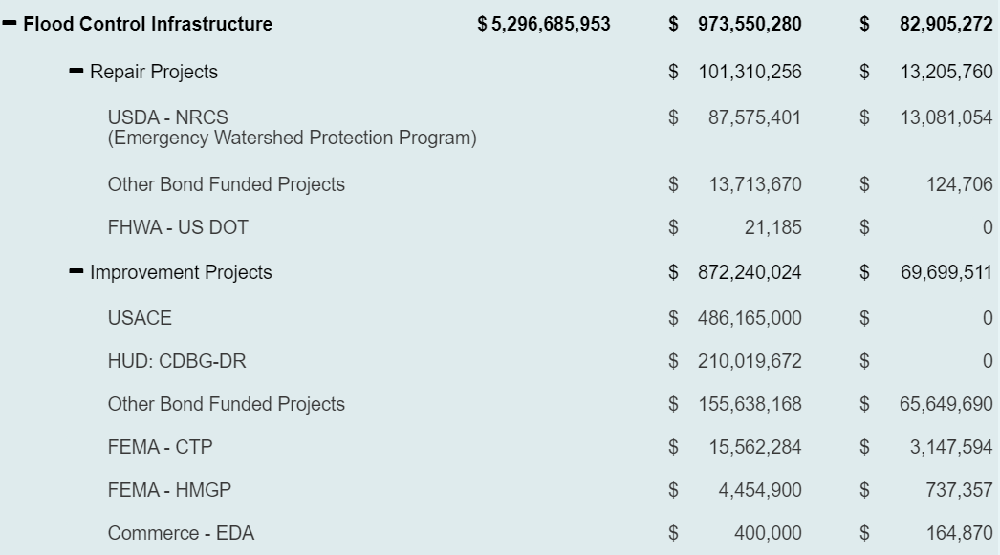 Flood Control Infrastructure $ 5,296,685,953 $ 973,550,280 $ 82,905,272
Repair Projects $ 101,310,256 $ 13,205,760
USDA - NRCS $ 87,575,401 $ 13,081,054
(Emergency Watershed Protection Program)
Other Bond Funded Projects $ 13,713,670 $ 124,706
FHWA - US DOT $ 21,185 $ 0
Improvement Projects $ 872,240,024 $ 69,699,511
USACE $ 486,165,000 $ 0
HUD: CDBG-DR $ 210,019,672 $ 0
Other Bond Funded Projects $ 155,638,168 $ 65,649,690
FEMA - CTP $ 15,562,284 $ 3,147,594
FEMA - HMGP $ 4,454,900 $ 737,357
Commerce - EDA $ 400,000 $ 164,870